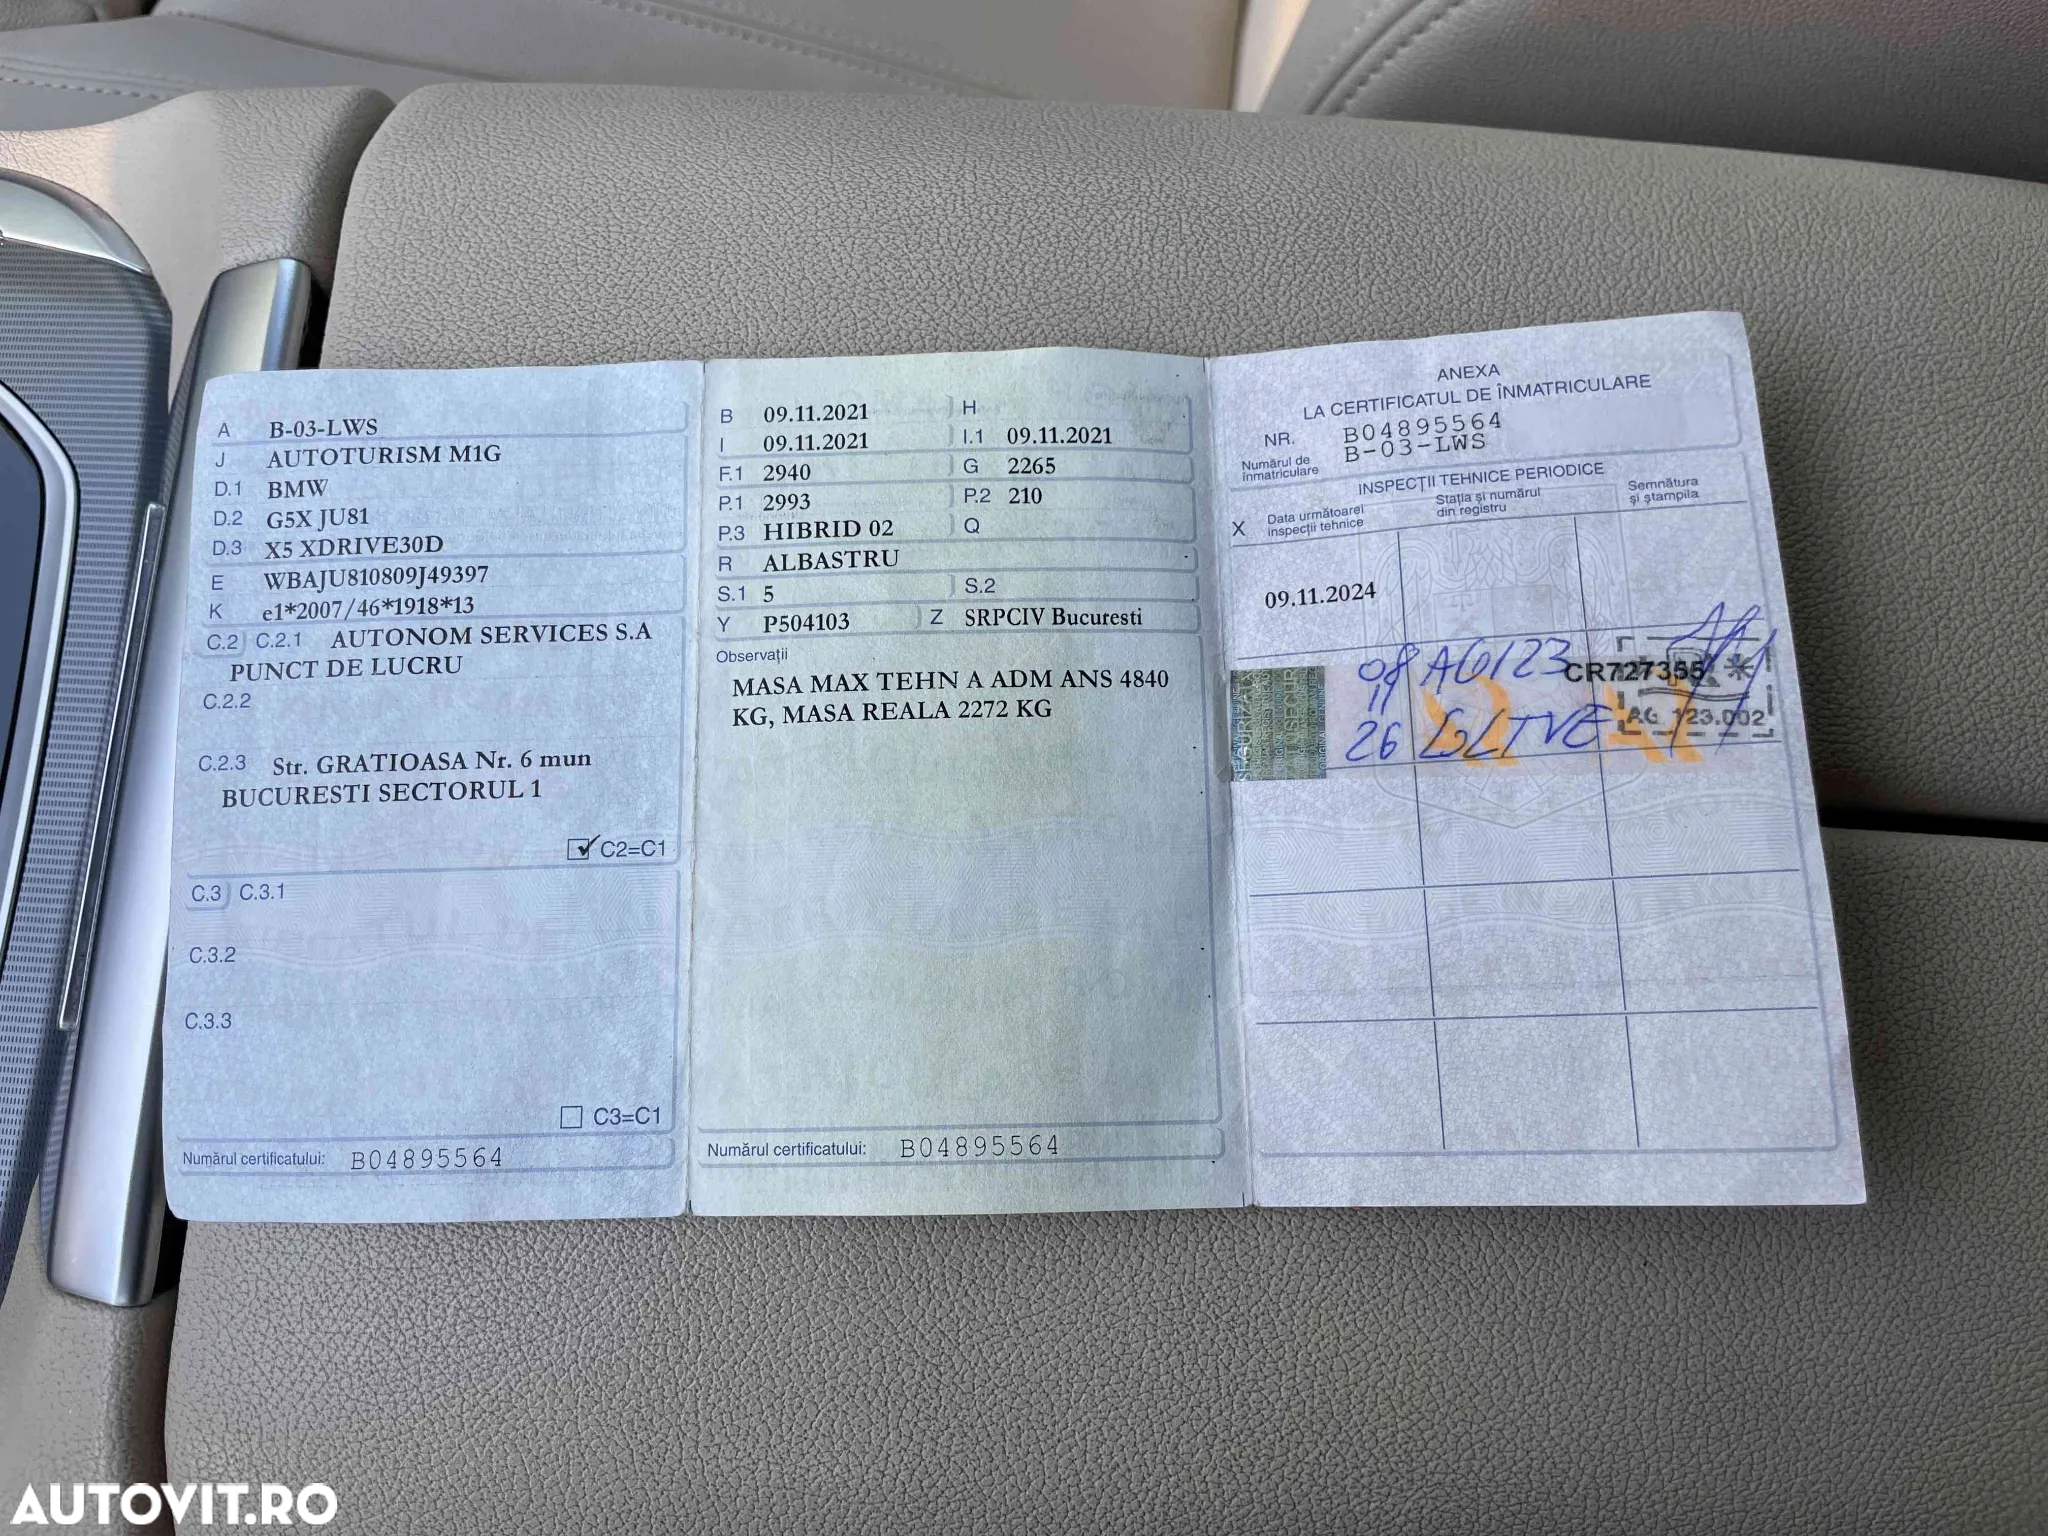 A B-03-LWS
J AUTOTURISM M1G
D.1 BMW
D.2 G5X JU81
D.3 X5 XDRIVE30D
E WBAJU810809J49397
K e1*2007/46*1918*13
C.2 C.2.1 AUTONOM SERVICES S.A
PUNCT DE LUCRU
C.2.2
C.2.3 Str. GRATIOASA Nr. 6 mun
BUCURESTI SECTORUL 1
C2=C1
C.3 C.3.1
C.3.2
C.3.3
C3=C1
Numărul certificatului: B04895564
B 09.11.2021 H
I 09.11.2021 I.1 09.11.2021
F.1 2940 G 2265
P.1 2993 P.2 210
P.3 HIBRID 02 Q
R ALBASTRU
S.1 5 S.2
Y P504103 Z SRPCIV Bucuresti
Observații
MASA MAX TEHN A ADM ANS 4840
KG, MASA REALA 2272 KG
Numărul certificatului: B04895564
ANEXA
LA CERTIFICATUL DE ÎNMATRICULARE
NR. B04895564
Numărul de înmatriculare B-03-LWS
INSPECȚII TEHNICE PERIODICE
X Data următoarei inspecții tehnice
Stația și numărul din registru
Semnătura și ștampila
09.11.2024
08 AG123 CR727355
11
26 AG 123.002
AUTOVIT.RO